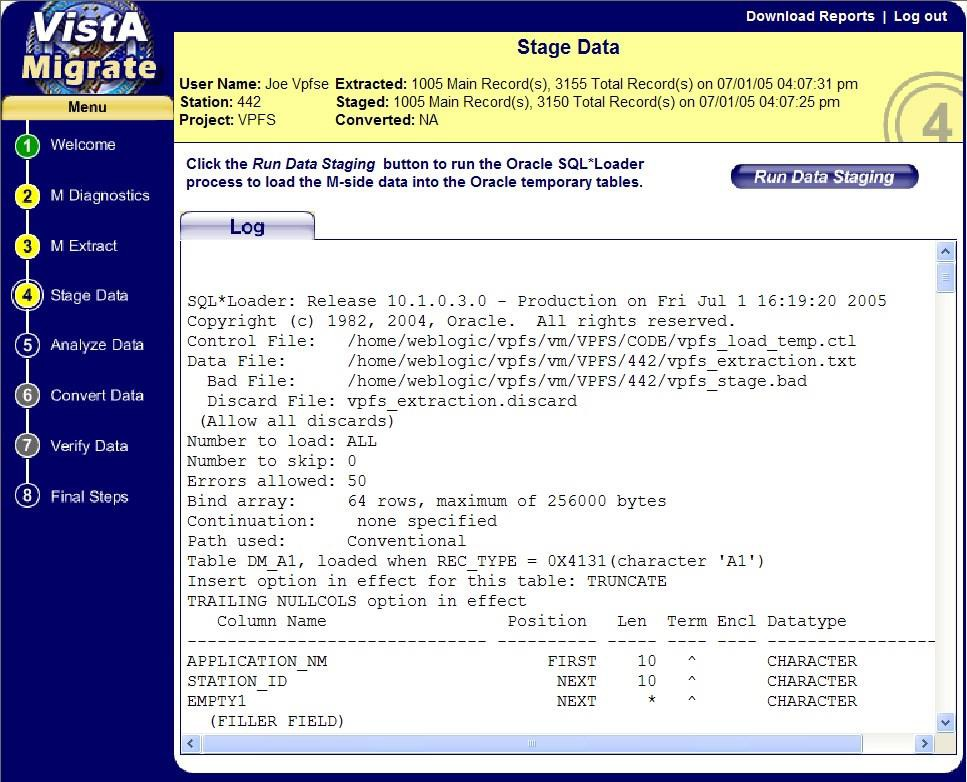 Download Reports | Log out
VistA
Migrate
Stage Data
User Name: Joe Vpfse Extracted: 1005 Main Record(s), 3155 Total Record(s) on 07/01/05 04:07:31 pm
Station: 442 Staged: 1005 Main Record(s), 3150 Total Record(s) on 07/01/05 04:07:25 pm
Project: VPFS Converted: NA
4
Menu
1 Welcome
2 M Diagnostics
3 M Extract
4 Stage Data
5 Analyze Data
6 Convert Data
7 Verify Data
8 Final Steps
Click the Run Data Staging button to run the Oracle SQL*Loader
process to load the M-side data into the Oracle temporary tables.
Run Data Staging
Log
SQL*Loader: Release 10.1.0.3.0 - Production on Fri Jul 1 16:19:20 2005
Copyright (c) 1982, 2004, Oracle.  All rights reserved.
Control File:   /home/weblogic/vpfs/vm/VPFS/CODE/vpfs_load_temp.ctl
Data File:      /home/weblogic/vpfs/vm/VPFS/442/vpfs_extraction.txt
  Bad File:     /home/weblogic/vpfs/vm/VPFS/442/vpfs_stage.bad
  Discard File: vpfs_extraction.discard
 (Allow all discards)
Number to load: ALL
Number to skip: 0
Errors allowed: 50
Bind array:     64 rows, maximum of 256000 bytes
Continuation:    none specified
Path used:      Conventional
Table DM_A1, loaded when REC_TYPE = 0X4131(character 'A1')
Insert option in effect for this table: TRUNCATE
TRAILING NULLCOLS option in effect
   Column Name                  Position   Len  Term Encl Datatype
------------------------------ ---------- ----- ---- ---- ---------------------
APPLICATION_NM                      FIRST    10   ^       CHARACTER
STATION_ID                           NEXT    10   ^       CHARACTER
EMPTY1                               NEXT     *   ^       CHARACTER
  (FILLER FIELD)